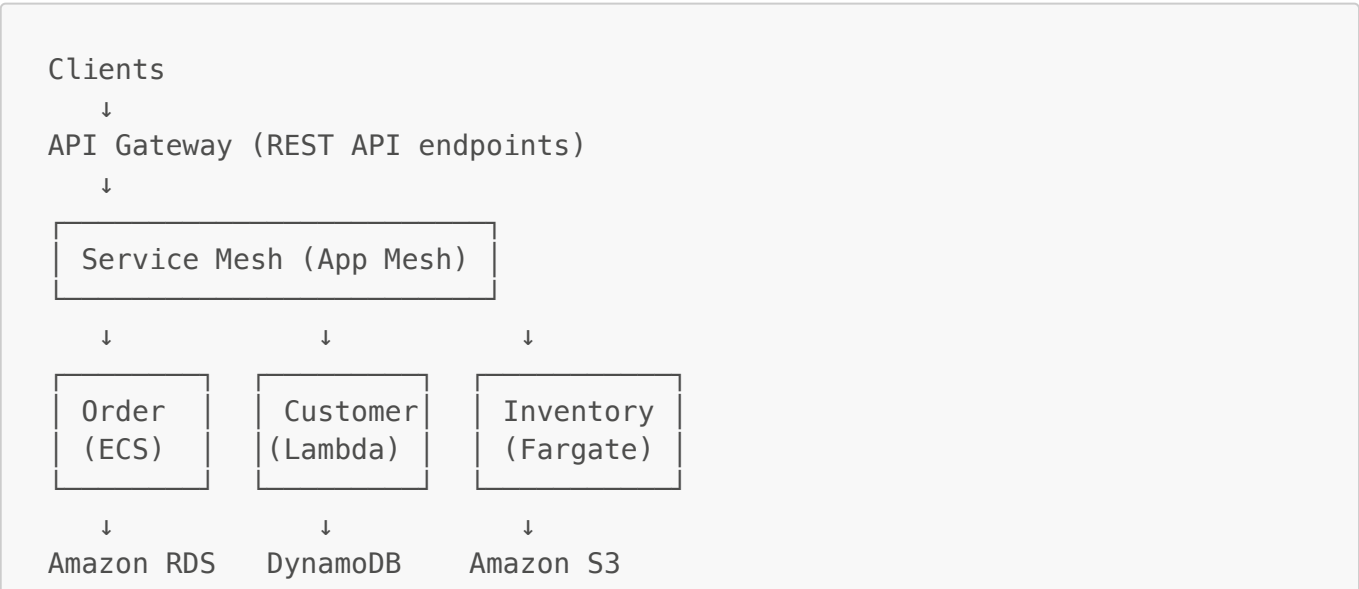 Clients
↓
API Gateway (REST API endpoints)
↓
Service Mesh (App Mesh)
↓ ↓ ↓
Order Customer Inventory
(ECS) (Lambda) (Fargate)
↓ ↓ ↓
Amazon RDS DynamoDB Amazon S3